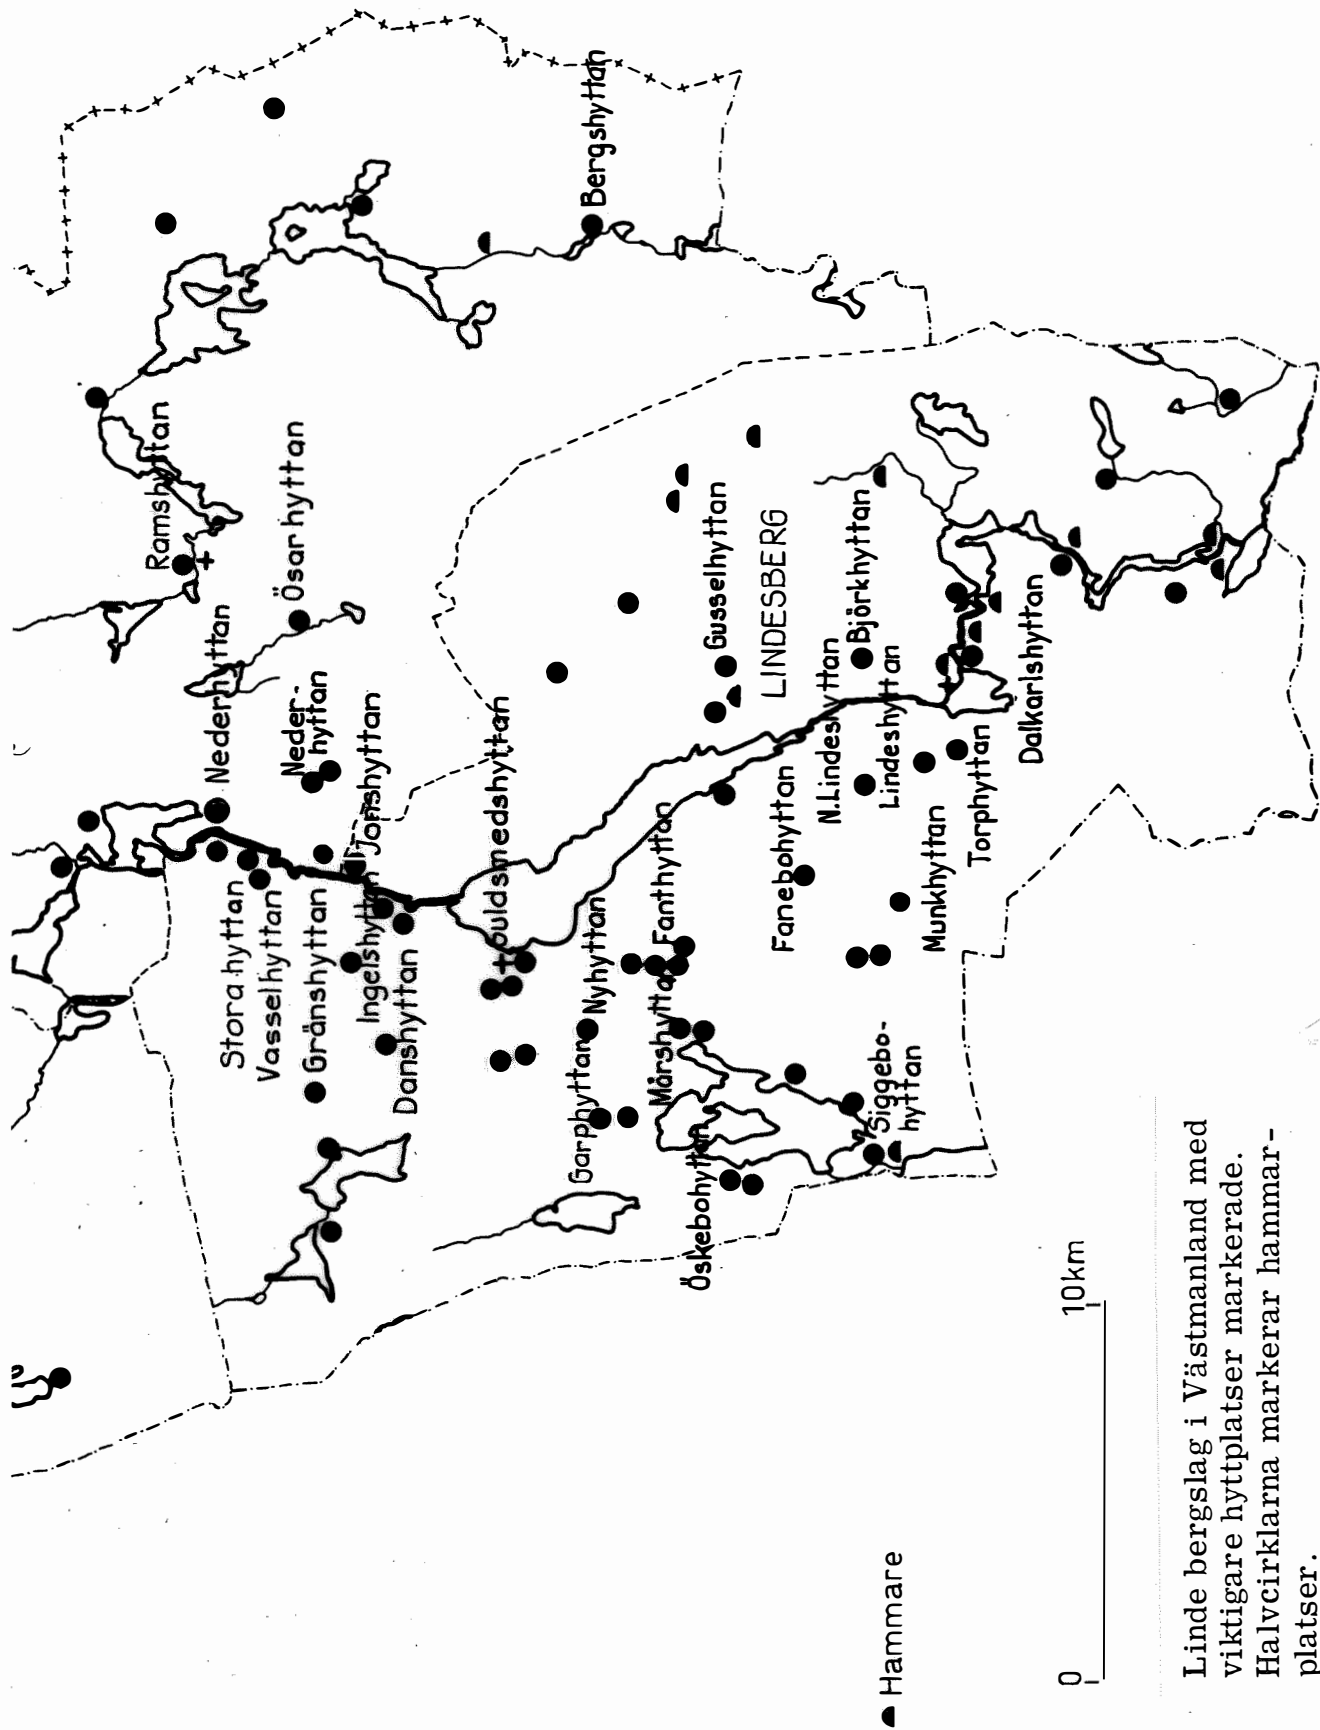 Ramshyttan
Bergshyttan
Ösarhyttan
Nederhyttan
Neder-
hyttan
Jönshyttan
Stora hyttan
Vasselhyttan
Gränshyttan
Ingelshyttan
Danshyttan
Gusselhyttan
LINDESBERG
Björkhyttan
N.Lindeshyttan
Lindeshyttan
Dalkarlshyttan
Torphyttan
Munkhyttan
Fanebohyttan
Fanthyttan
Nyhyttan
Garphyttan
Mårshyttan
Öskebohyttan
Siggebo-
hyttan
Hammare
0 10km
Linde bergslag i Västmanland med
viktigare hyttplatser markerade.
Halvcirklarna markerar hammar-
platser.